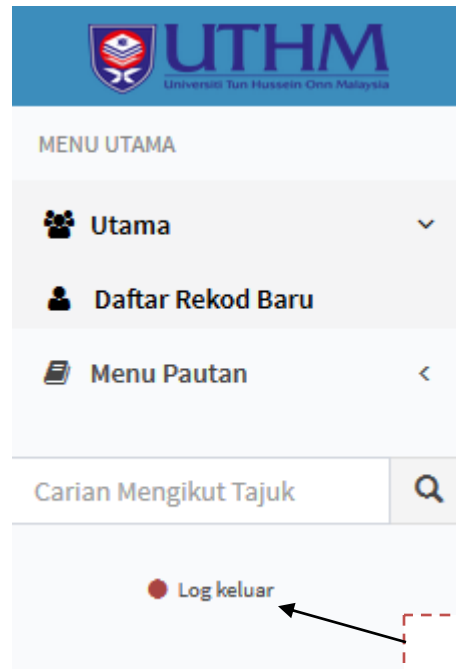 UTHM
Universiti Tun Hussein Onn Malaysia
MENU UTAMA
Utama
Daftar Rekod Baru
Menu Pautan
Carian Mengikut Tajuk
Log keluar